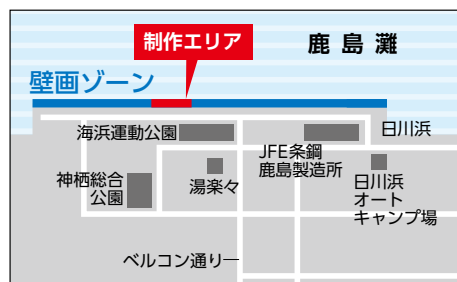 制作エリア
鹿島灘
壁画ゾーン
海浜運動公園
日川浜
JFE条鋼
鹿島製造所
神栖総合
公園
湯楽々
日川浜
オート
キャンプ場
ベルコン通り